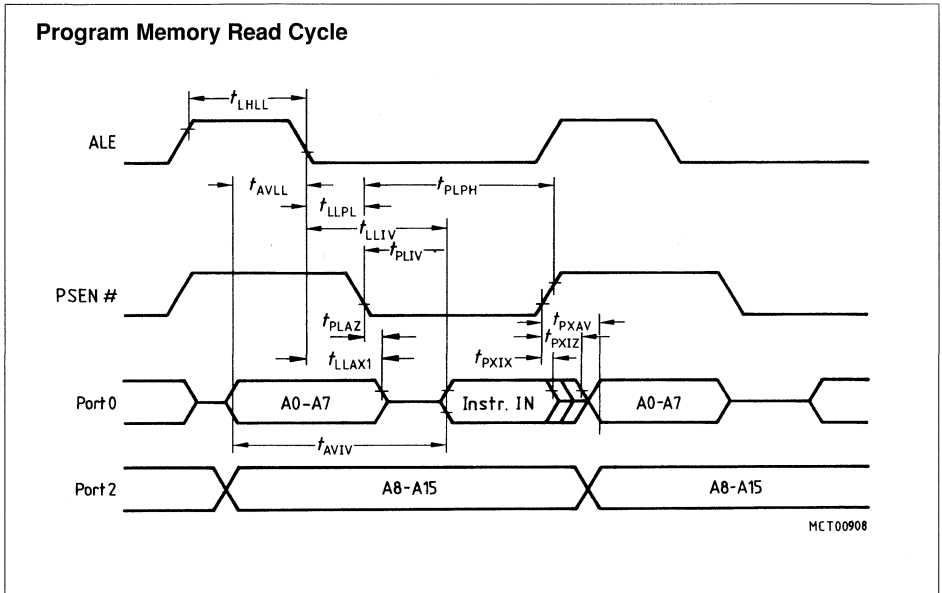 Program Memory Read Cycle
ALE
tLHLL
tAVLL
tPLPH
tLLPL
tLLIV
tPLIV
PSEN #
tPLAZ
tPXAV
tPXIZ
tLLAX1
tPXIX
Port 0
A0-A7
Instr. IN
A0-A7
tAVIV
Port 2
A8-A15
A8-A15
MCT00908